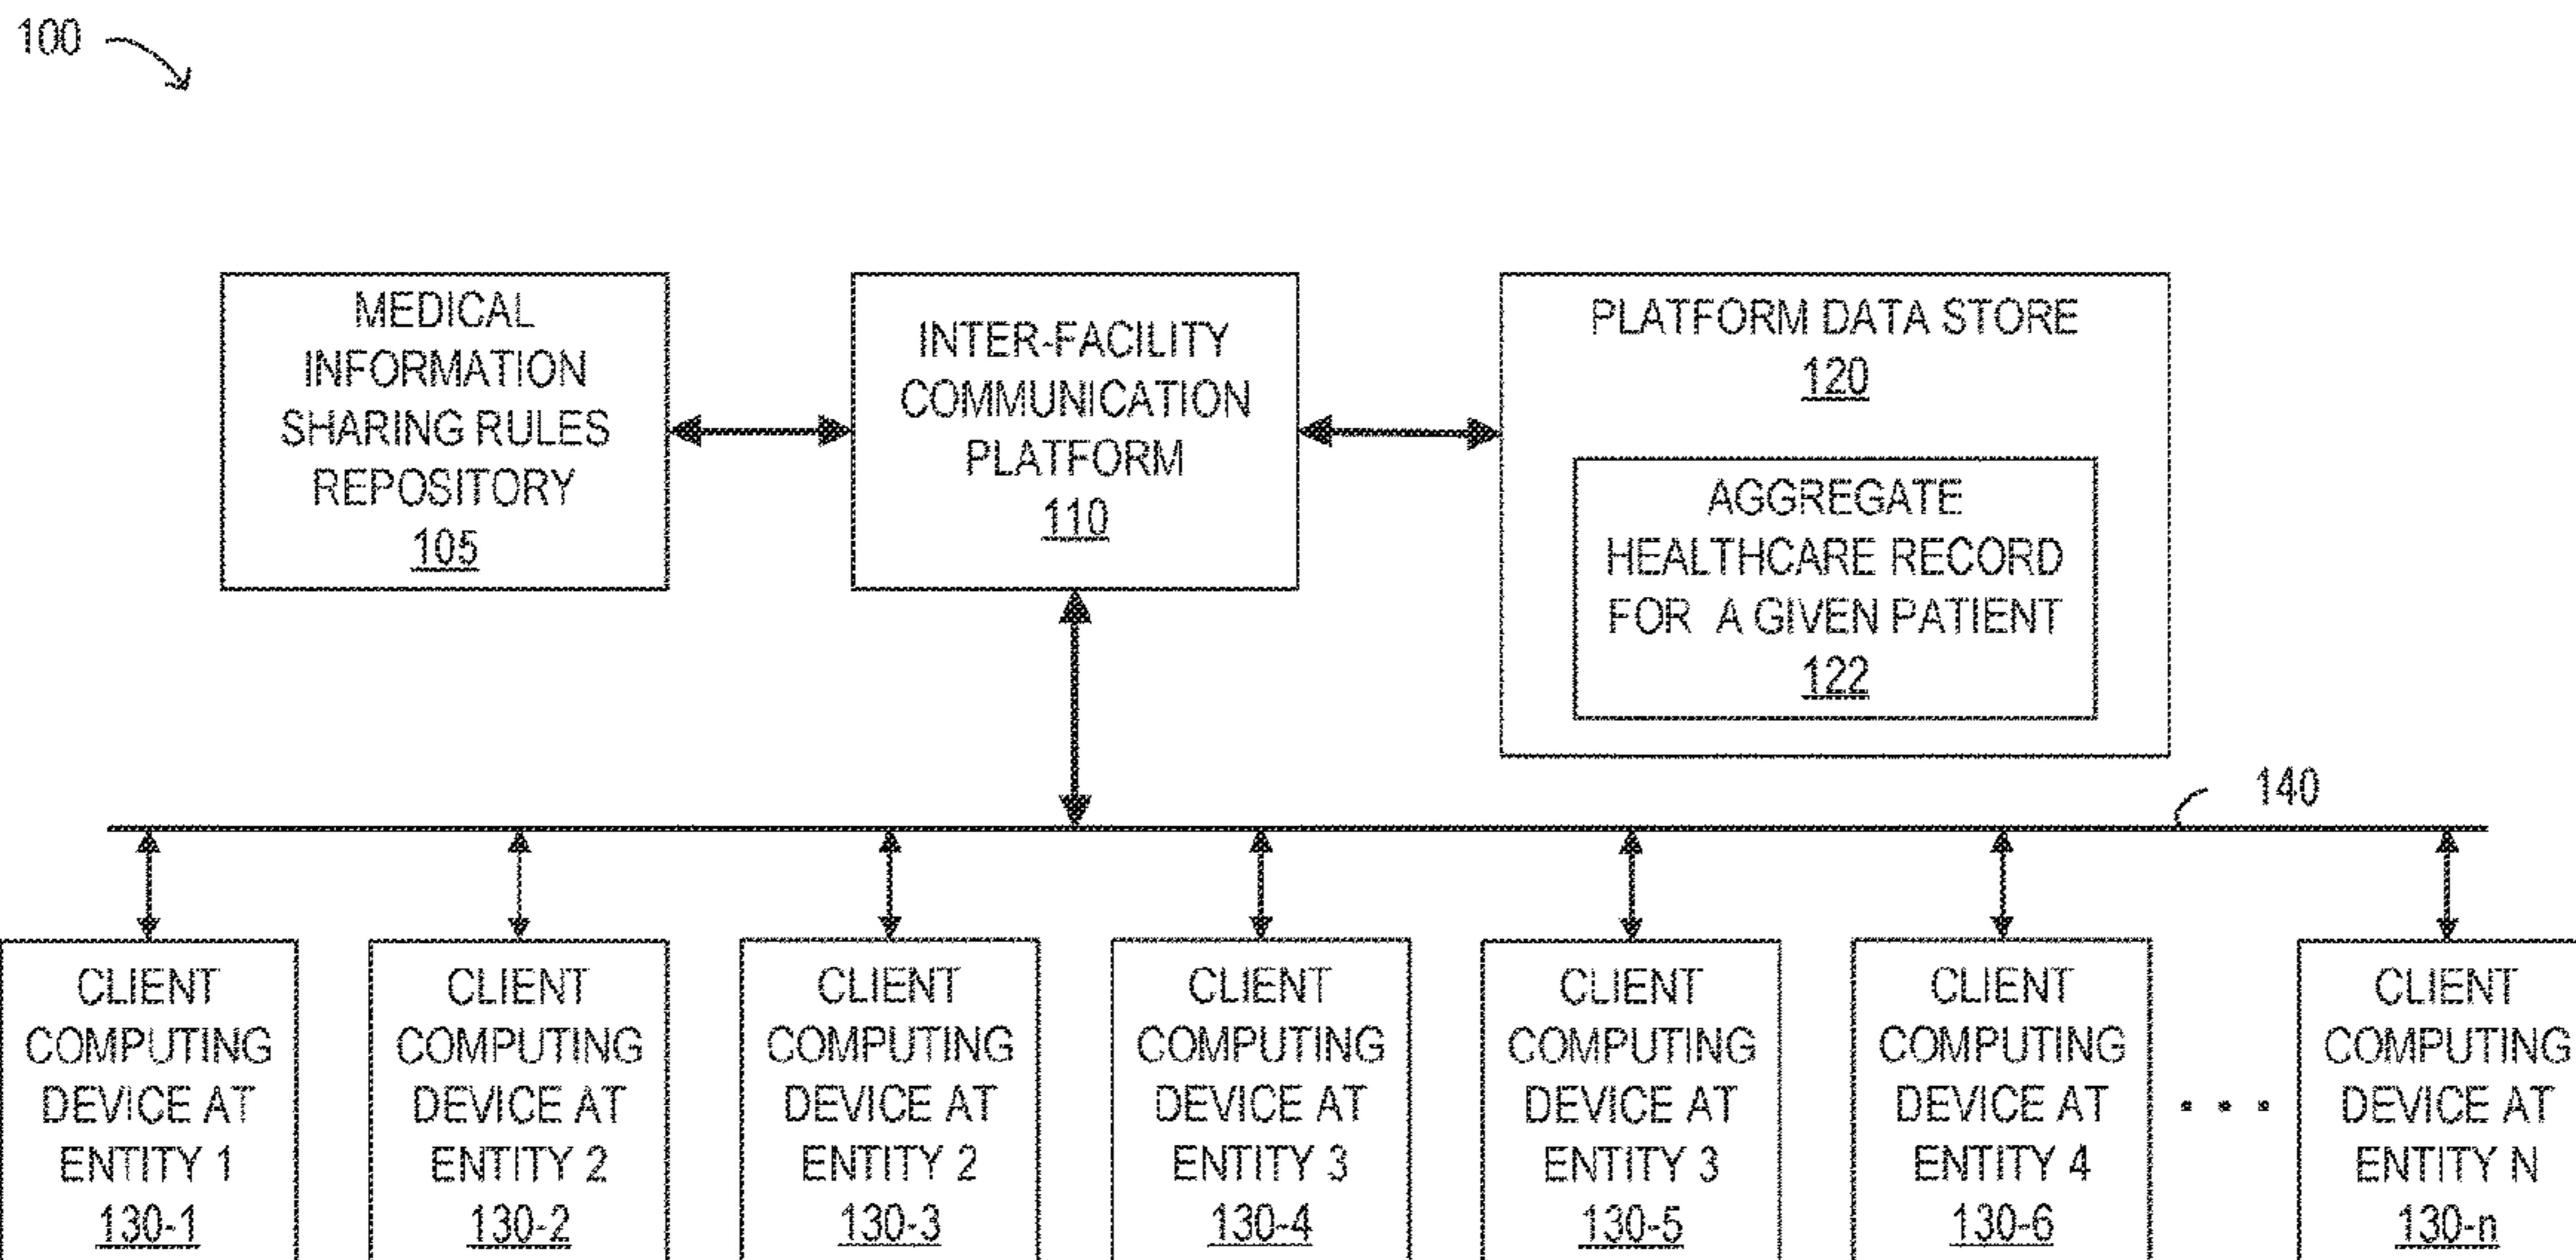 100
MEDICAL
INFORMATION
SHARING RULES
REPOSITORY
105
INTER-FACILITY
COMMUNICATION
PLATFORM
110
PLATFORM DATA STORE
120
AGGREGATE
HEALTHCARE RECORD
FOR A GIVEN PATIENT
122
140
CLIENT
COMPUTING
DEVICE AT
ENTITY 1
130-1
CLIENT
COMPUTING
DEVICE AT
ENTITY 2
130-2
CLIENT
COMPUTING
DEVICE AT
ENTITY 2
130-3
CLIENT
COMPUTING
DEVICE AT
ENTITY 3
130-4
CLIENT
COMPUTING
DEVICE AT
ENTITY 3
130-5
CLIENT
COMPUTING
DEVICE AT
ENTITY 4
130-6
. . .
CLIENT
COMPUTING
DEVICE AT
ENTITY N
130-n